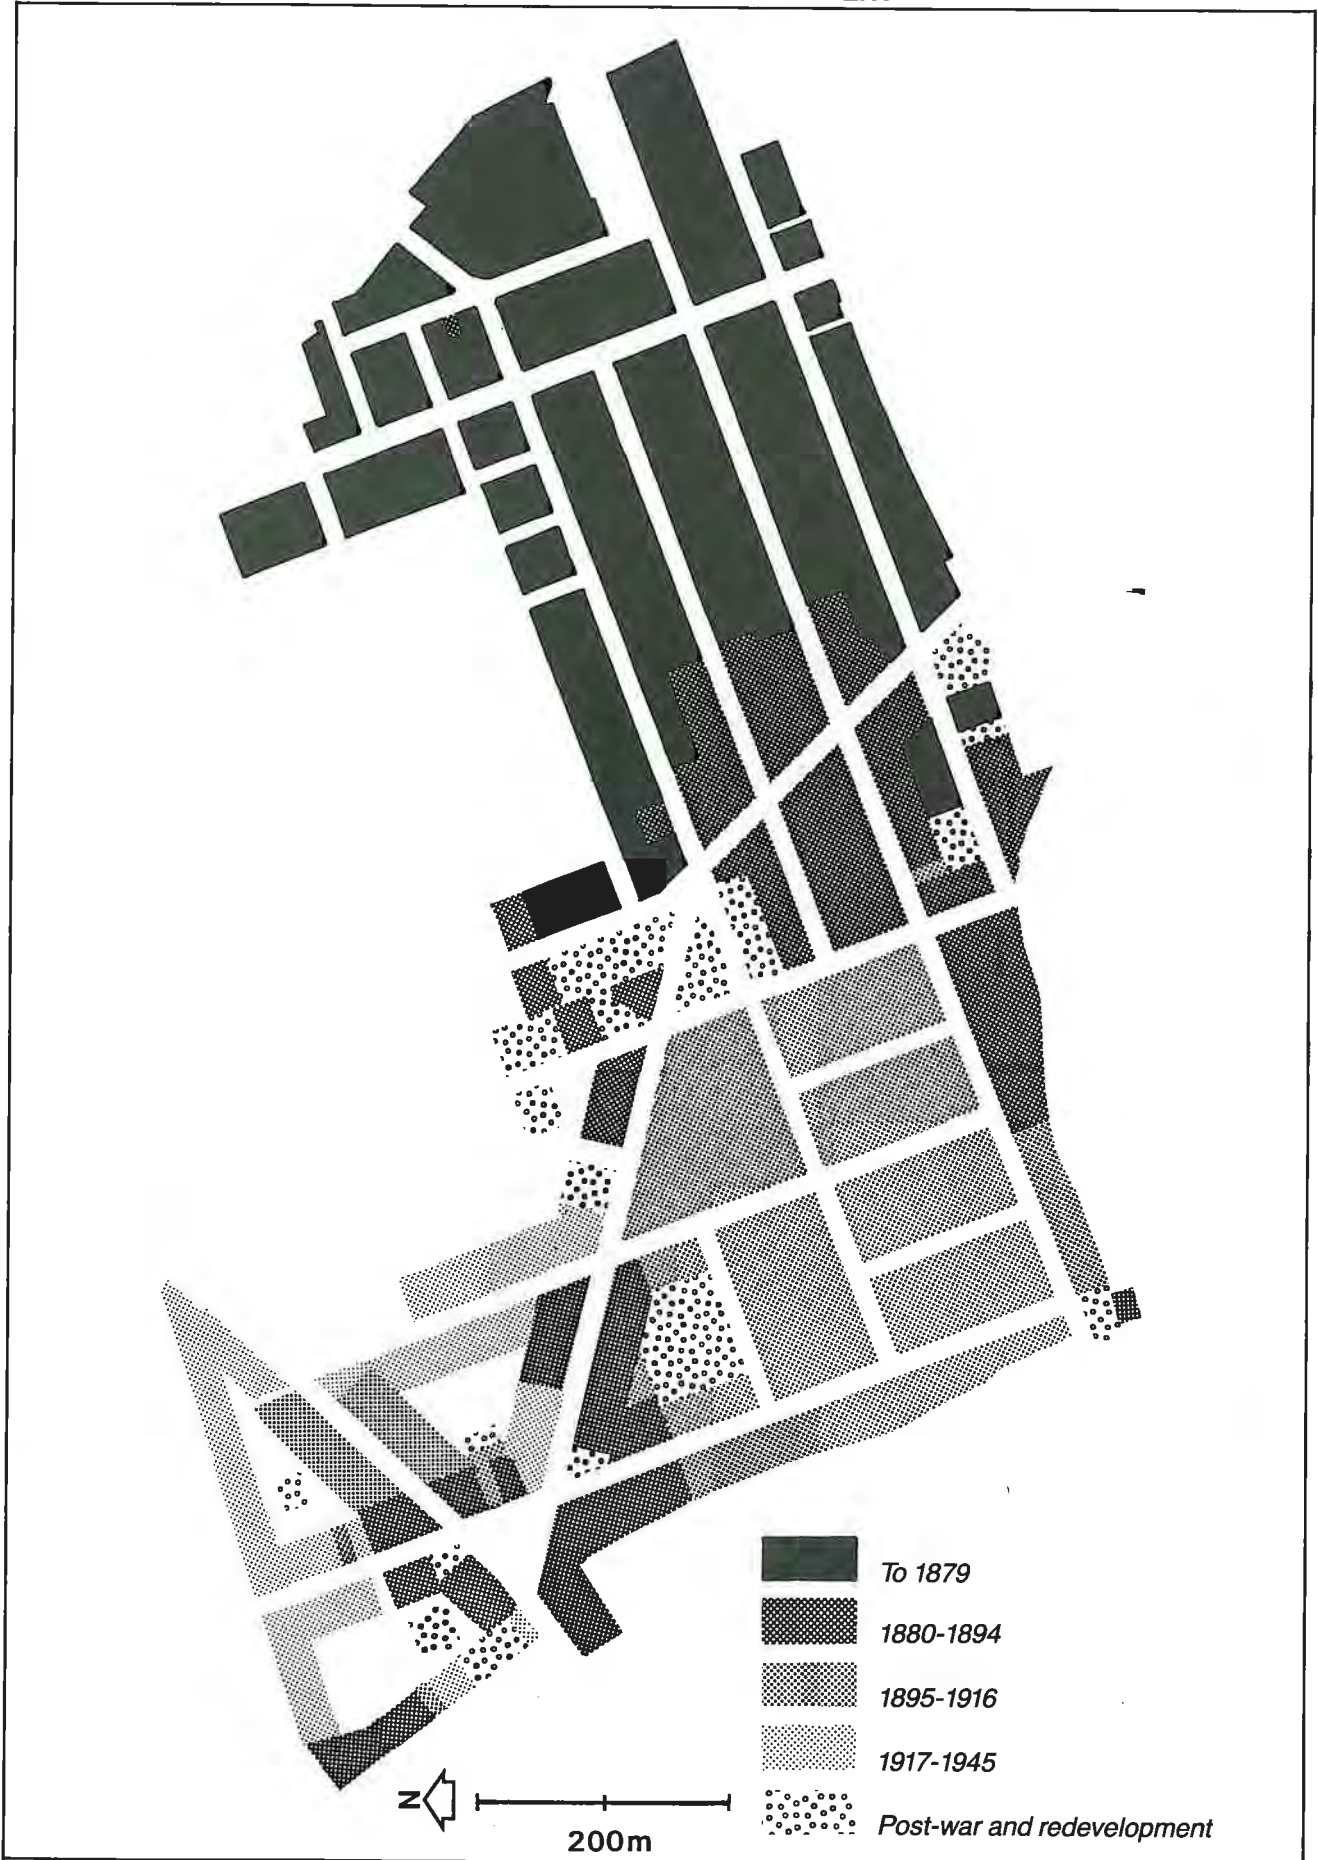 To 1879
1880-1894
1895-1916
1917-1945
Post-war and redevelopment
N
200m